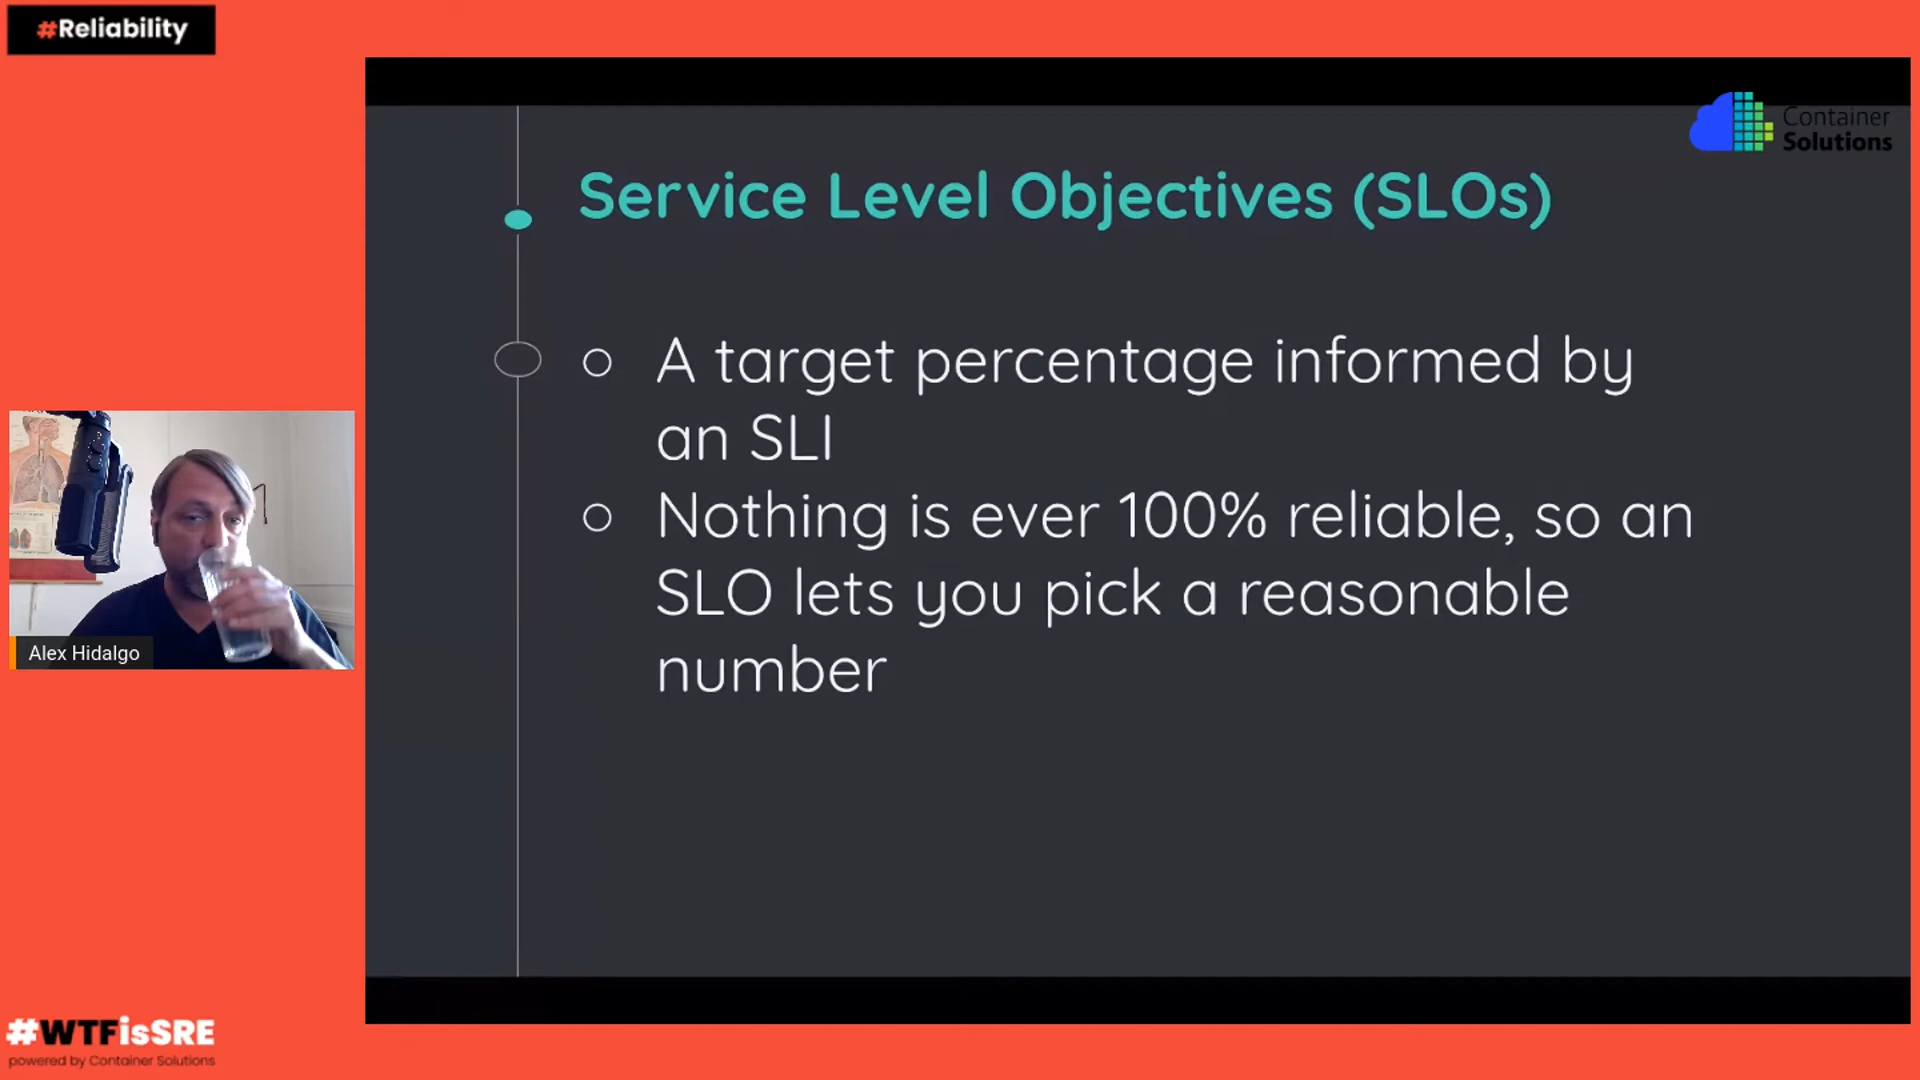 #Reliability
Container
Solutions
Service Level Objectives (SLOs)
A target percentage informed by
an SLI
Nothing is ever 100% reliable, so an
SLO lets you pick a reasonable
number
Alex Hidalgo
#WTFisSRE
powered by Container Solutions